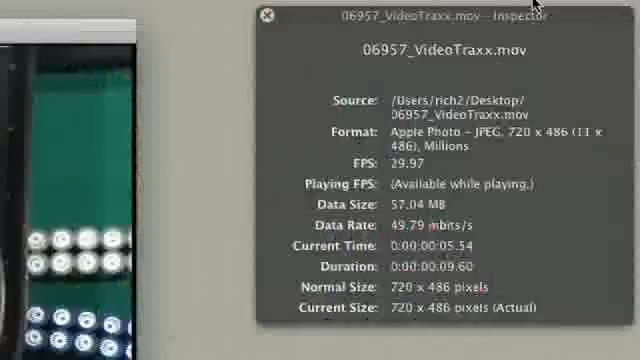 06957_VideoTraxx.mov - Inspector
06957_VideoTraxx.mov
Source: /Users/rich2/Desktop/
06957_VideoTraxx.mov
Format: Apple Photo - JPEG, 720 x 486 (11 x
486), Millions
FPS: 29.97
Playing FPS: (Available while playing.)
Data Size: 57.04 MB
Data Rate: 49.79 mbits/s
Current Time: 0:00:00:05.54
Duration: 0:00:00:09.60
Normal Size: 720 x 486 pixels
Current Size: 720 x 486 pixels (Actual)